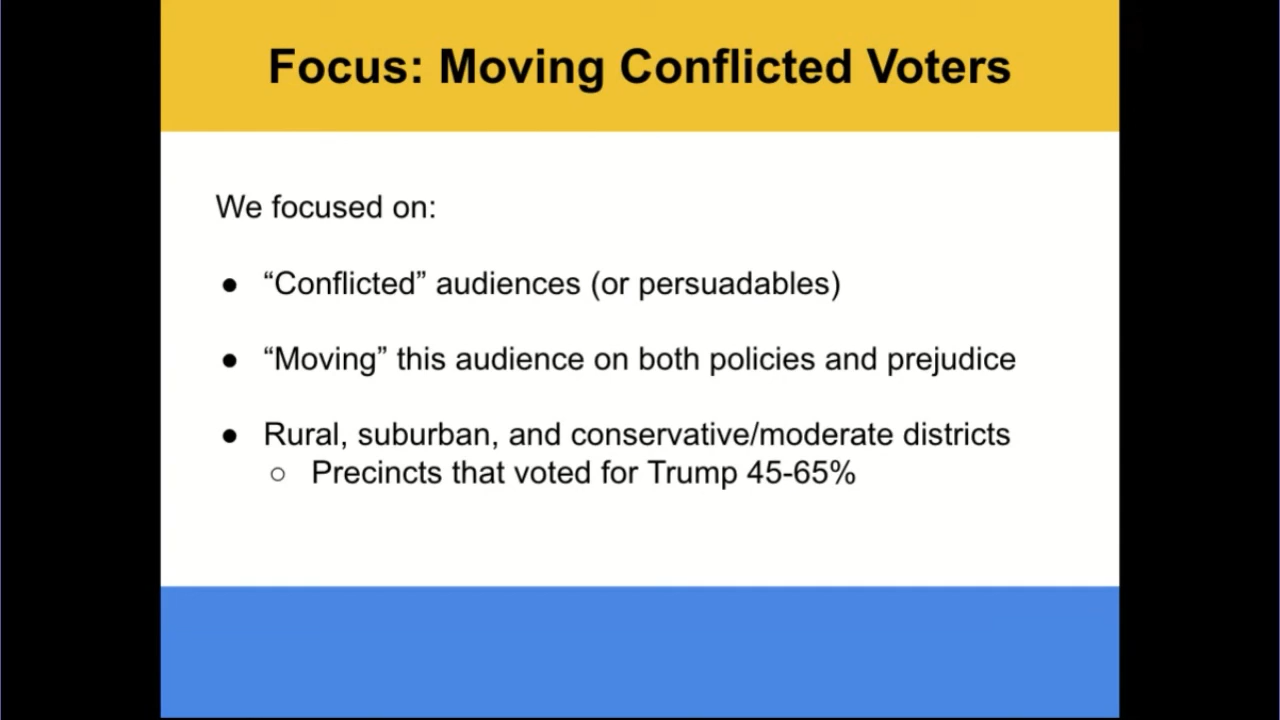 Focus: Moving Conflicted Voters
We focused on:
● “Conflicted” audiences (or persuadables)
● “Moving” this audience on both policies and prejudice
● Rural, suburban, and conservative/moderate districts
○ Precincts that voted for Trump 45-65%